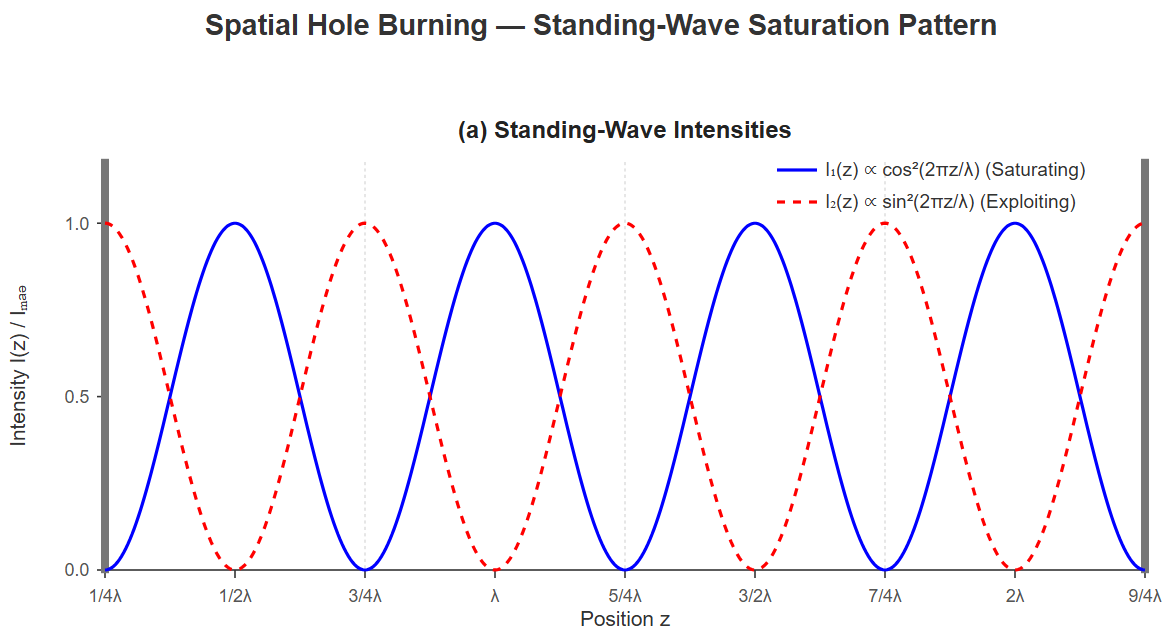 Spatial Hole Burning — Standing-Wave Saturation Pattern
(a) Standing-Wave Intensities
I₁(z) ∝ cos²(2πz/λ) (Saturating)
I₂(z) ∝ sin²(2πz/λ) (Exploiting)
Intensity I(z) / Iₘₐₔ
1.0
0.5
0.0
1/4λ 1/2λ 3/4λ λ 5/4λ 3/2λ 7/4λ 2λ 9/4λ
Position z